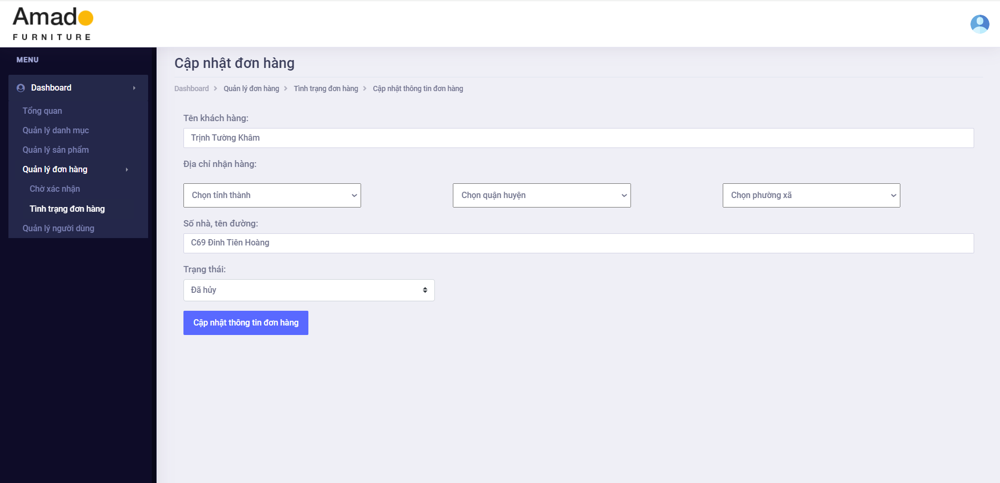 Amado
FURNITURE
MENU
Dashboard
Tổng quan
Quản lý danh mục
Quản lý sản phẩm
Quản lý đơn hàng
Chờ xác nhận
Tình trạng đơn hàng
Quản lý người dùng
Cập nhật đơn hàng
Dashboard > Quản lý đơn hàng > Tình trạng đơn hàng > Cập nhật thông tin đơn hàng
Tên khách hàng:
Trịnh Tường Khâm
Địa chỉ nhận hàng:
Chọn tỉnh thành Chọn quận huyện Chọn phường xã
Số nhà, tên đường:
C69 Đinh Tiên Hoàng
Trạng thái:
Đã hủy
Cập nhật thông tin đơn hàng